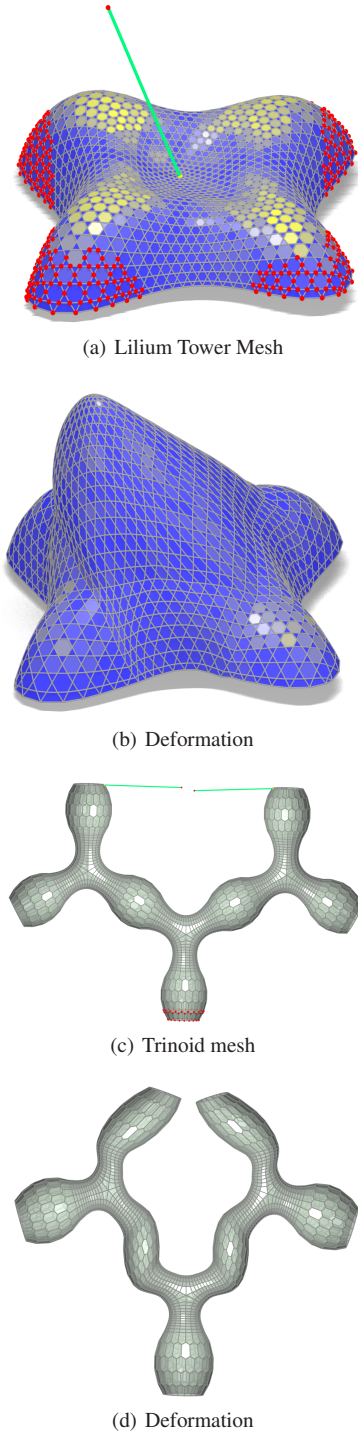 (a) Lilium Tower Mesh
(b) Deformation
(c) Trinoid mesh
(d) Deformation